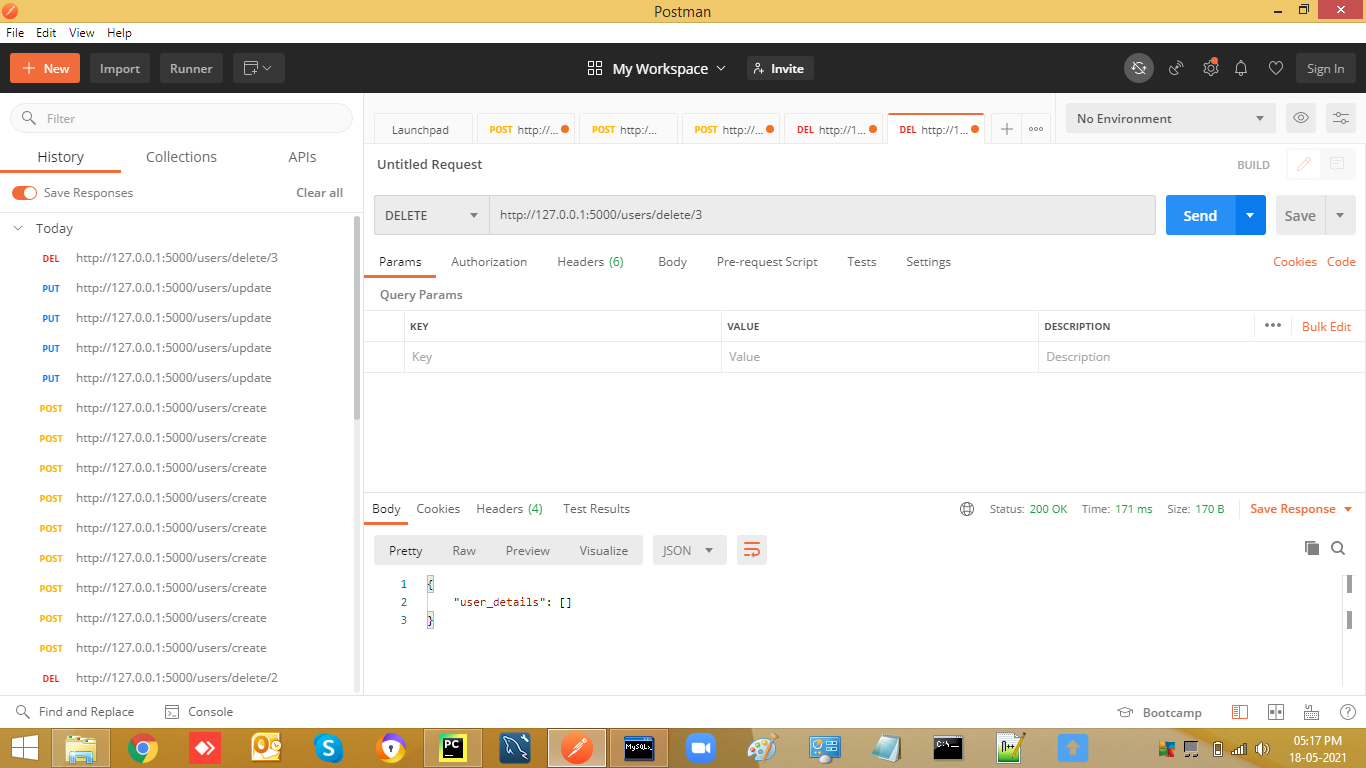 Postman
File Edit View Help
New Import Runner My Workspace Invite Sign In
Filter
History Collections APIs
Save Responses Clear all
Today
DEL http://127.0.0.1:5000/users/delete/3
PUT http://127.0.0.1:5000/users/update
PUT http://127.0.0.1:5000/users/update
PUT http://127.0.0.1:5000/users/update
PUT http://127.0.0.1:5000/users/update
POST http://127.0.0.1:5000/users/create
POST http://127.0.0.1:5000/users/create
POST http://127.0.0.1:5000/users/create
POST http://127.0.0.1:5000/users/create
POST http://127.0.0.1:5000/users/create
POST http://127.0.0.1:5000/users/create
POST http://127.0.0.1:5000/users/create
POST http://127.0.0.1:5000/users/create
POST http://127.0.0.1:5000/users/create
DEL http://127.0.0.1:5000/users/delete/2
Launchpad POST http://... POST http:/... POST http://... DEL http://1... DEL http://1... No Environment
Untitled Request BUILD
DELETE http://127.0.0.1:5000/users/delete/3 Send Save
Params Authorization Headers (6) Body Pre-request Script Tests Settings Cookies Code
Query Params
KEY VALUE DESCRIPTION Bulk Edit
Key Value Description
Body Cookies Headers (4) Test Results Status: 200 OK Time: 171 ms Size: 170 B Save Response
Pretty Raw Preview Visualize JSON
1 {
2 "user_details": []
3 }
Find and Replace Console Bootcamp
PC MySQL
05:17 PM
18-05-2021